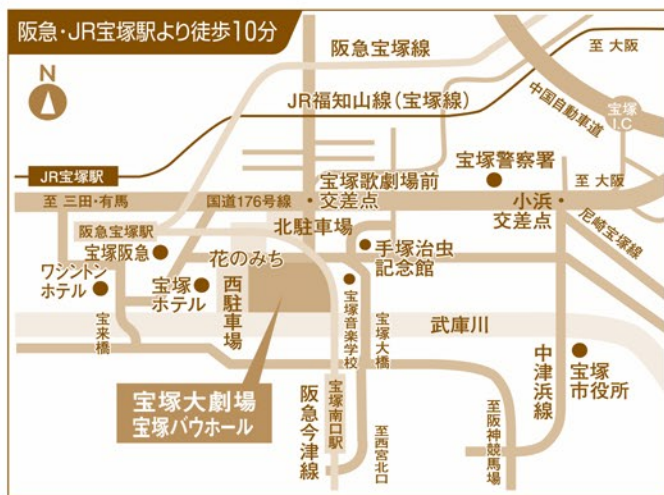 阪急・JR宝塚駅より徒歩10分
N
阪急宝塚線
至 大阪
JR福知山線（宝塚線）
中国自動車道
宝塚
I.C
JR宝塚駅
宝塚歌劇場前
交差点
宝塚警察署
至 大阪
至 三田・有馬
国道176号線
小浜
交差点
尼崎宝塚線
阪急宝塚駅
北駐車場
宝塚阪急
花のみち
手塚治虫
記念館
ワシントン
ホテル
宝塚
ホテル
西駐車場
宝塚音楽学校
宝塚大橋
武庫川
宝来橋
中津浜線
宝塚
市役所
宝塚大劇場
宝塚バウホール
阪急今津線
宝塚南口駅
至西宮北口
至阪神競馬場